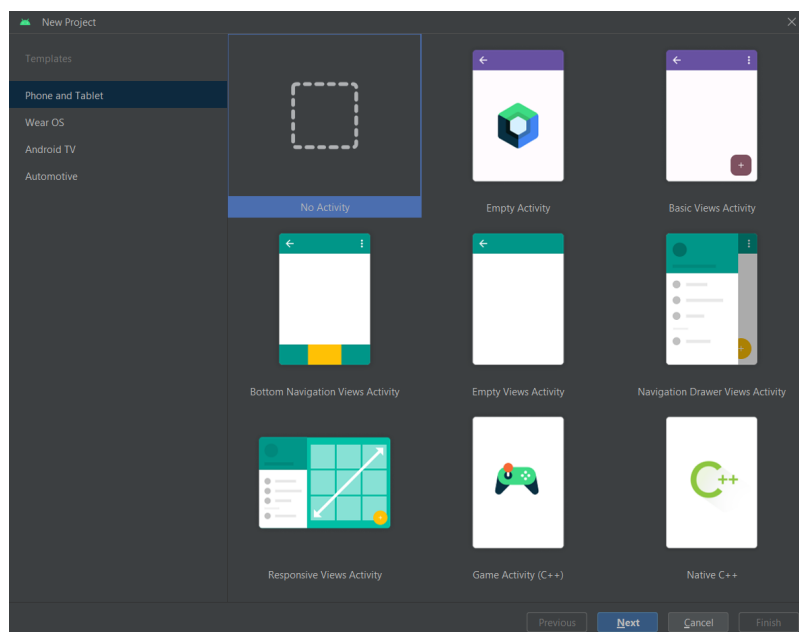 New Project
Templates
Phone and Tablet
Wear OS
Android TV
Automotive
No Activity
Empty Activity
Basic Views Activity
Bottom Navigation Views Activity
Empty Views Activity
Navigation Drawer Views Activity
Responsive Views Activity
Game Activity (C++)
C++
Native C++
Previous
Next
Cancel
Finish